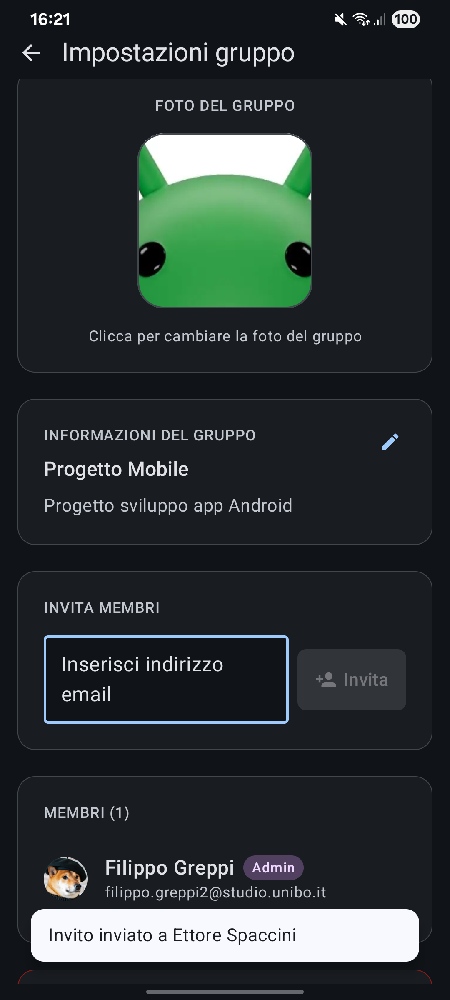 16:21
100
Impostazioni gruppo
FOTO DEL GRUPPO
Clicca per cambiare la foto del gruppo
INFORMAZIONI DEL GRUPPO
Progetto Mobile
Progetto sviluppo app Android
INVITA MEMBRI
Inserisci indirizzo
email
Invita
MEMBRI (1)
Filippo Greppi Admin
filippo.greppi2@studio.unibo.it
Invito inviato a Ettore Spaccini